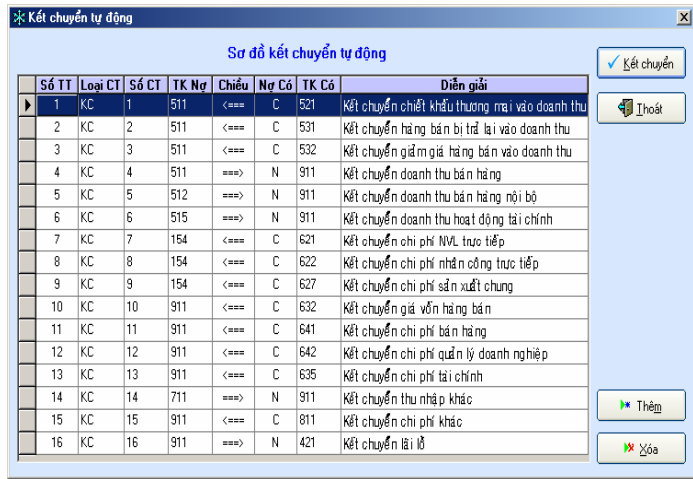 Kết chuyển tự động
Sơ đồ kết chuyển tự động
Số TT Loại CT Số CT TK Nợ Chiều Nợ Có TK Có Diễn giải
1 KC 1 511 <=== C 521 Kết chuyển chiết khấu thương mại vào doanh thu
2 KC 2 511 <=== C 531 Kết chuyển hàng bán bị trả lại vào doanh thu
3 KC 3 511 <=== C 532 Kết chuyển giảm giá hàng bán vào doanh thu
4 KC 4 511 ===> N 911 Kết chuyển doanh thu bán hàng
5 KC 5 512 ===> N 911 Kết chuyển doanh thu bán hàng nội bộ
6 KC 6 515 ===> N 911 Kết chuyển doanh thu hoạt động tài chính
7 KC 7 154 <=== C 621 Kết chuyển chi phí NVL trực tiếp
8 KC 8 154 <=== C 622 Kết chuyển chi phí nhân công trực tiếp
9 KC 9 154 <=== C 627 Kết chuyển chi phí sản xuất chung
10 KC 10 911 <=== C 632 Kết chuyển giá vốn hàng bán
11 KC 11 911 <=== C 641 Kết chuyển chi phí bán hàng
12 KC 12 911 <=== C 642 Kết chuyển chi phí quản lý doanh nghiệp
13 KC 13 911 <=== C 635 Kết chuyển chi phí tài chính
14 KC 14 711 ===> N 911 Kết chuyển thu nhập khác
15 KC 15 911 <=== C 811 Kết chuyển chi phí khác
16 KC 16 911 ===> N 421 Kết chuyển lãi lỗ
Kết chuyển
Thoát
Thêm
Xóa